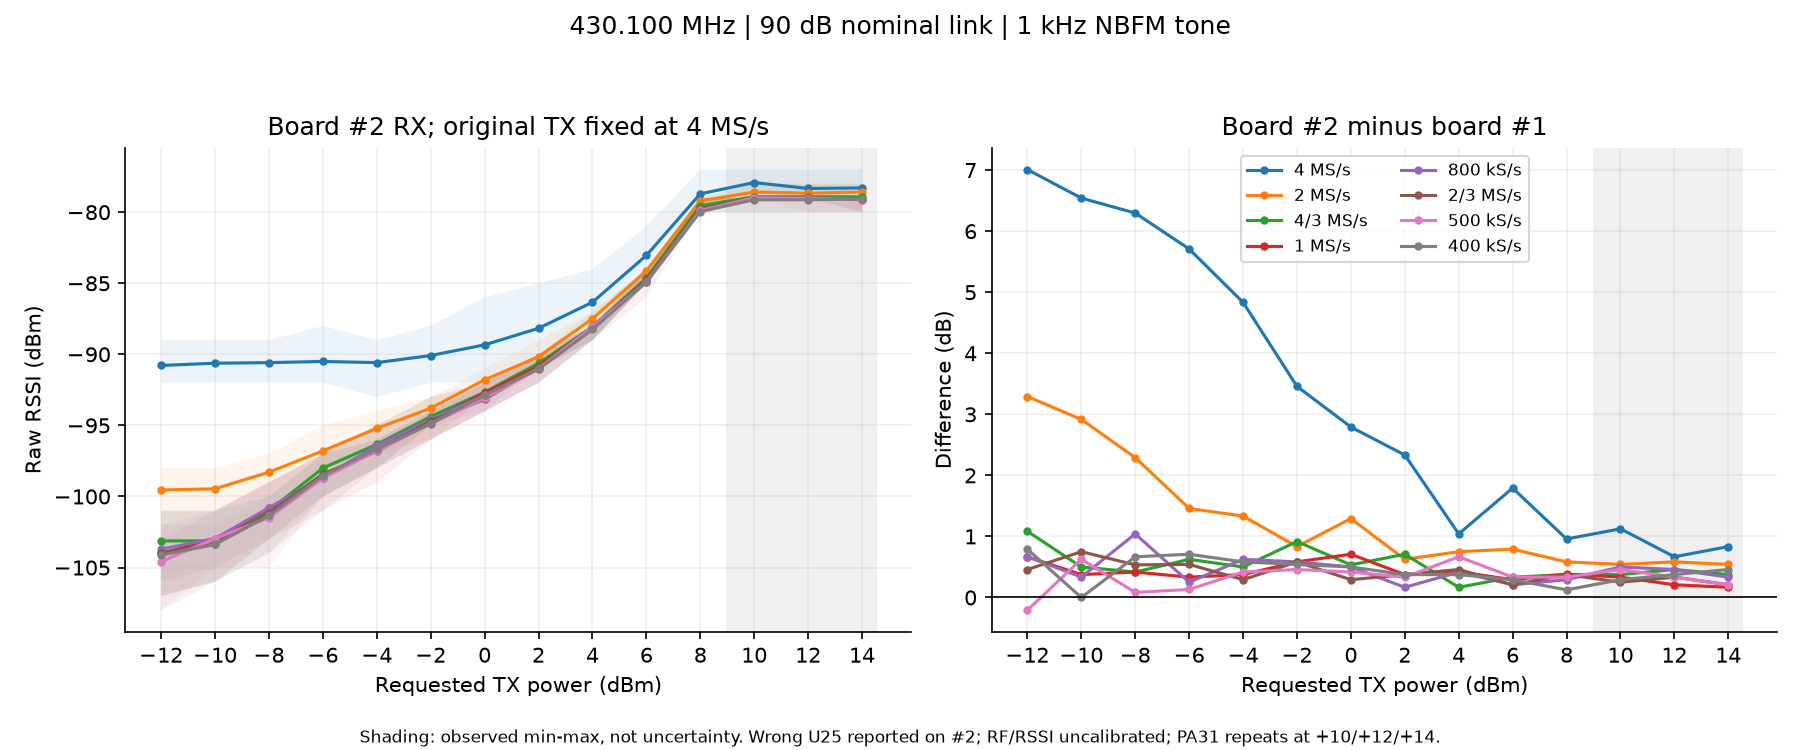 430.100 MHz | 90 dB nominal link | 1 kHz NBFM tone
Board #2 RX; original TX fixed at 4 MS/s
Raw RSSI (dBm)
−80
−85
−90
−95
−100
−105
−12 −10 −8 −6 −4 −2 0 2 4 6 8 10 12 14
Requested TX power (dBm)
Board #2 minus board #1
4 MS/s
2 MS/s
4/3 MS/s
1 MS/s
800 kS/s
2/3 MS/s
500 kS/s
400 kS/s
Difference (dB)
7
6
5
4
3
2
1
0
−12 −10 −8 −6 −4 −2 0 2 4 6 8 10 12 14
Requested TX power (dBm)
Shading: observed min-max, not uncertainty. Wrong U25 reported on #2; RF/RSSI uncalibrated; PA31 repeats at +10/+12/+14.